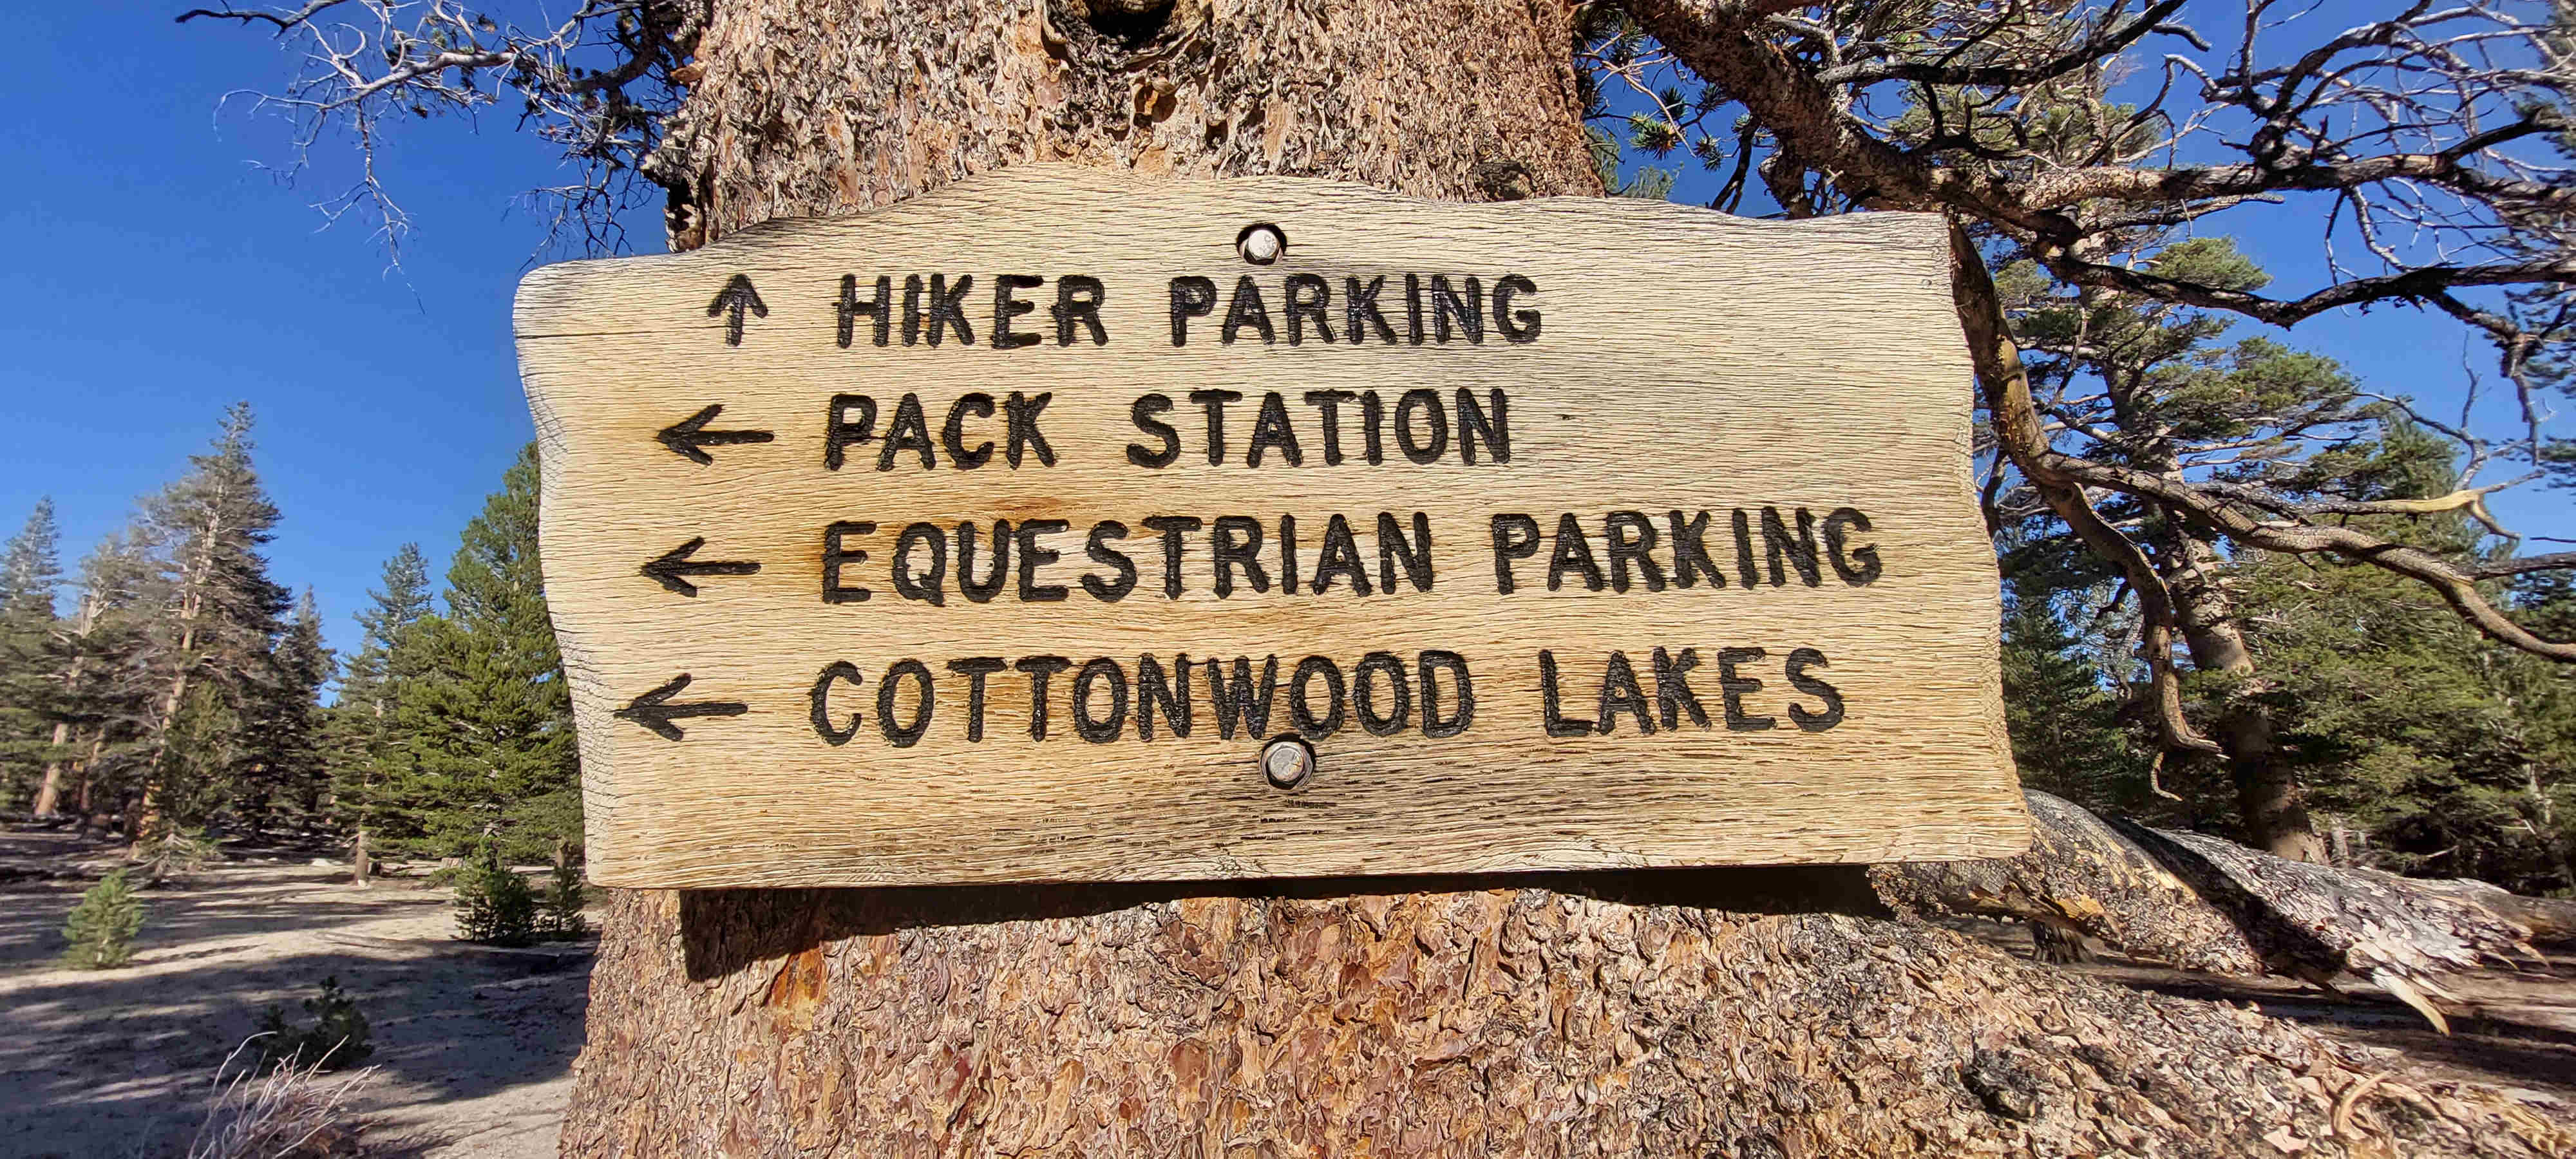 ↑ HIKER PARKING
← PACK STATION
← EQUESTRIAN PARKING
← COTTONWOOD LAKES